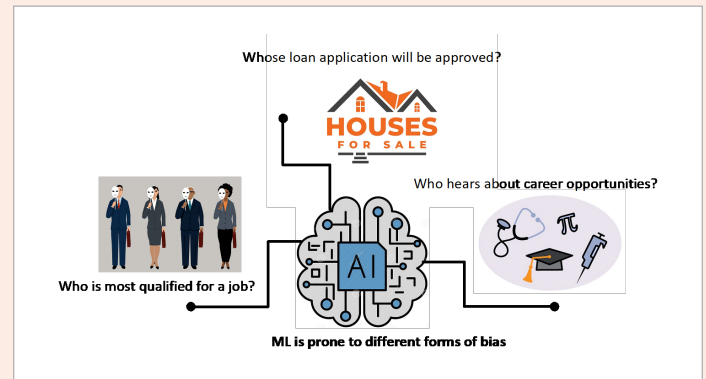 Whose loan application will be approved?
HOUSES
FOR SALE
Who hears about career opportunities?
π
AI
Who is most qualified for a job?
ML is prone to different forms of bias